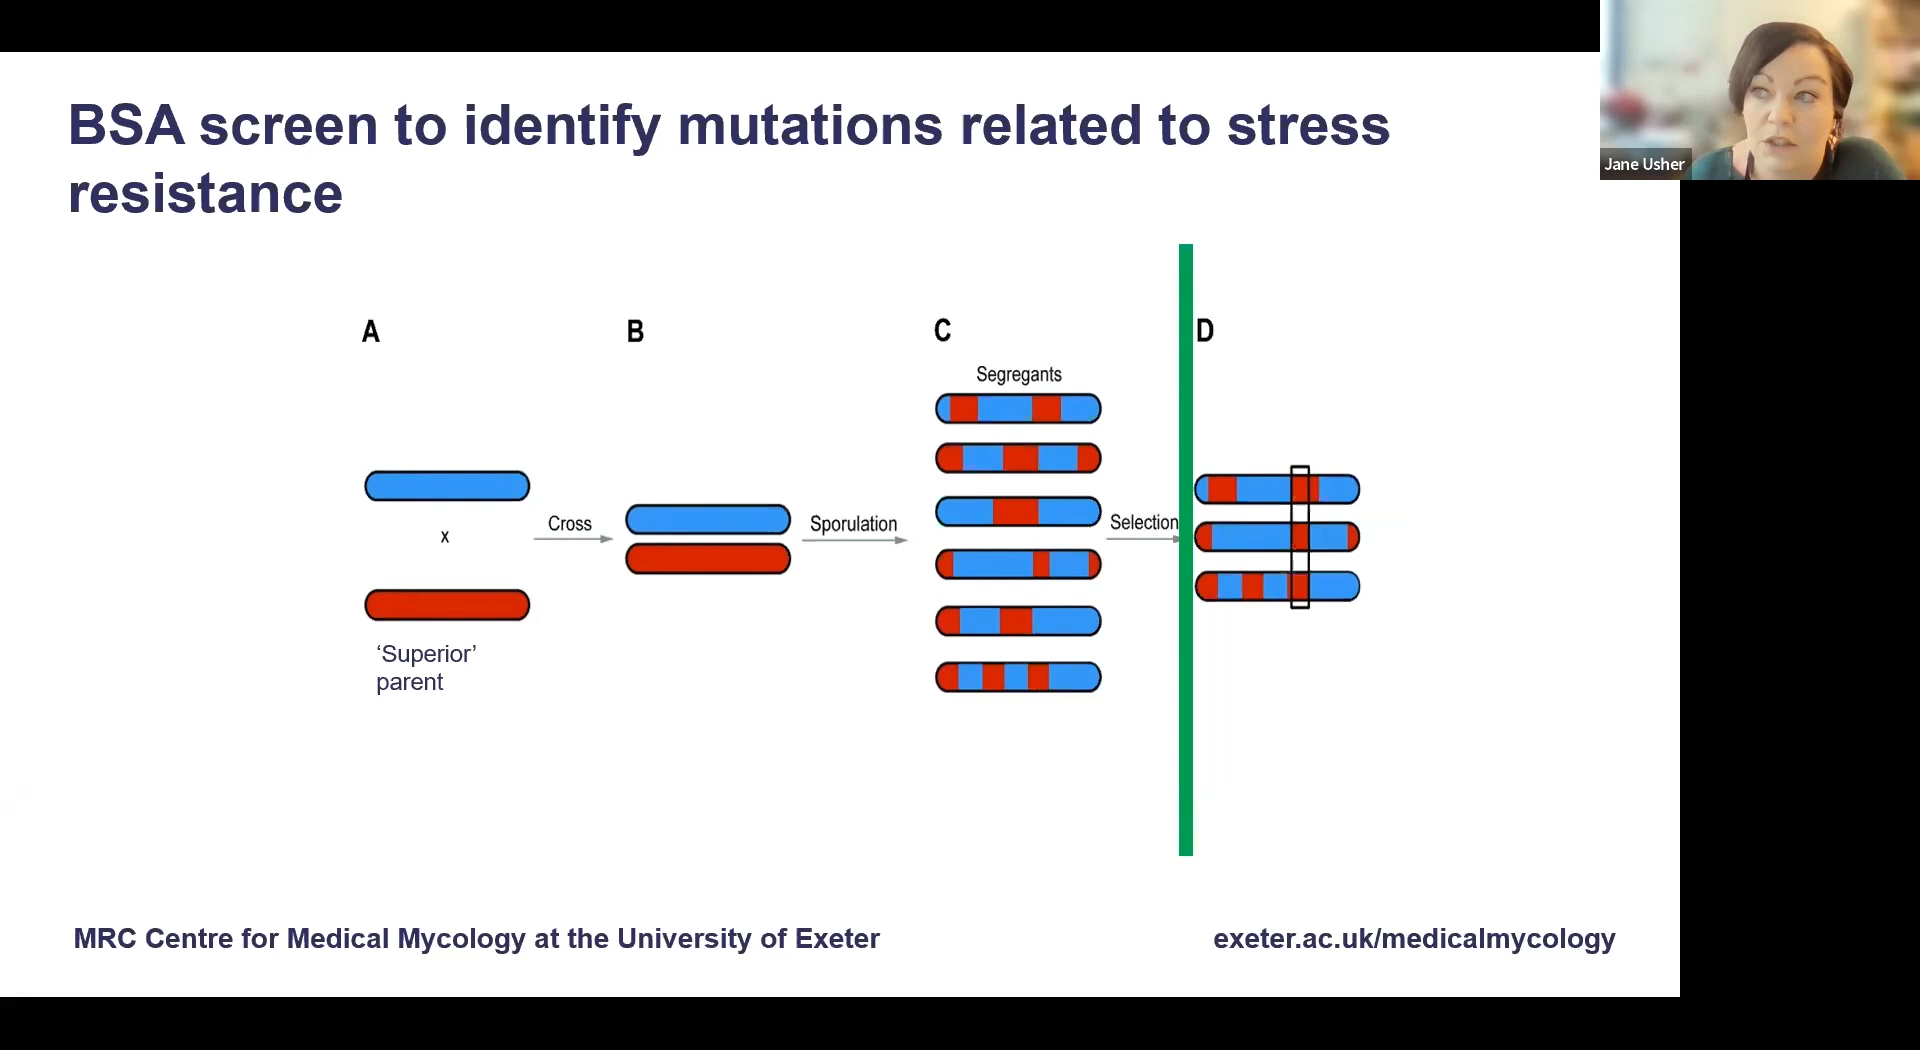 BSA screen to identify mutations related to stress
resistance
Jane Usher
A
B
C
D
Segregants
x
Cross
Sporulation
Selection
‘Superior’
parent
MRC Centre for Medical Mycology at the University of Exeter
exeter.ac.uk/medicalmycology